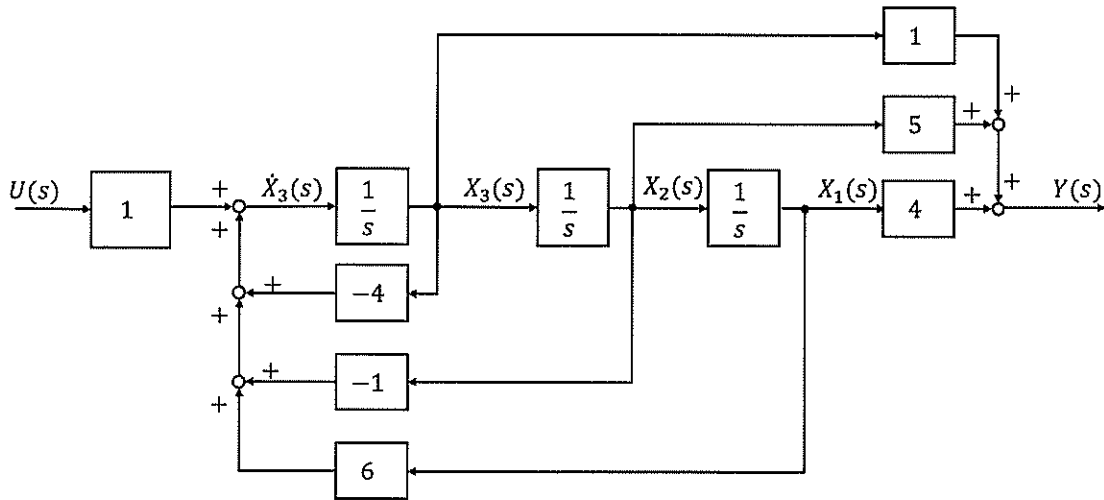 1
+
5
+
U(s)
1
+
Ẋ₃(s)
1
s
X₃(s)
1
s
X₂(s)
1
s
X₁(s)
4
+
+
Y(s)
+
+
−4
+
+
−1
+
+
6